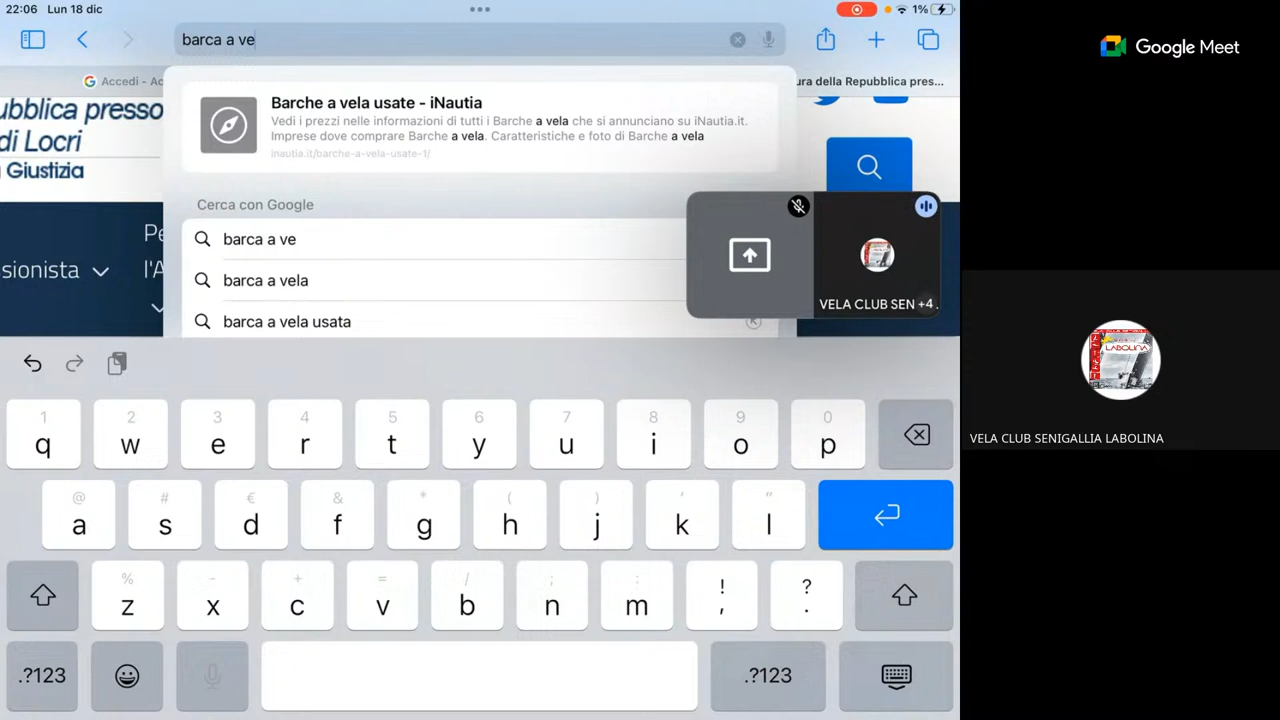 22:06 Lun 18 dic
1%
barca a ve
Google Meet
Accedi - Ac
ura della Repubblica pres...
pubblica presso
di Locri
Giustizia
Barche a vela usate - iNautia
Vedi i prezzi nelle informazioni di tutti i Barche a vela che si annunciano su iNautia.it.
Imprese dove comprare Barche a vela. Caratteristiche e foto di Barche a vela
inautia.it/barche-a-vela-usate-1/
Cerca con Google
barca a ve
barca a vela
barca a vela usata
Pe
l'A
sionista
VELA CLUB SEN +4
LABOLINA
VELA CLUB SENIGALLIA LABOLINA
1 2 3 4 5 6 7 8 9 0
q w e r t y u i o p
@ # € & * ( ) ' "
a s d f g h j k l
% - + = / ; : ! ?
z x c v b n m , .
.?123 .?123